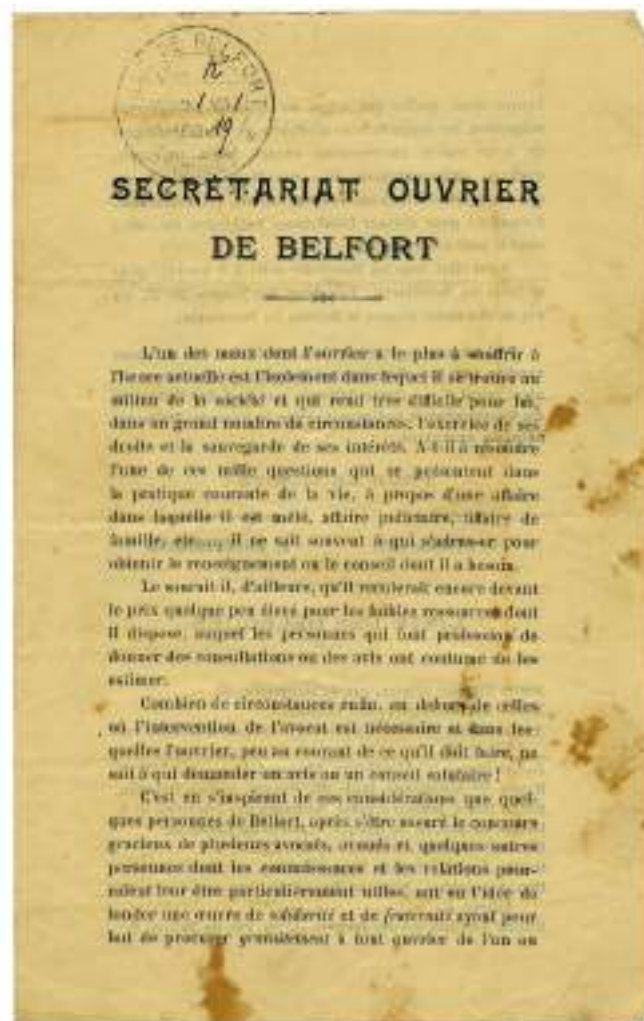 BELFORT
SECRÉTARIAT OUVRIER
DE BELFORT
L'un des maux dont l'ouvrier a le plus à souffrir à
l'heure actuelle est l'isolement dans lequel il se trouve au
milieu de la société et qui rend très difficile pour lui,
dans un grand nombre de circonstances, l'exercice de ses
droits et la sauvegarde de ses intérêts. A-t-il à résoudre
l'une de ces mille questions qui se présentent dans
la pratique courante de la vie, à propos d'une affaire
dans laquelle il est mêlé, affaire judiciaire, affaire de
famille, etc...., il ne sait souvent à qui s'adresser pour
obtenir le renseignement ou le conseil dont il a besoin.
Le saurait il, d'ailleurs, qu'il reculerait encore devant
le prix quelque peu élevé pour les faibles ressources dont
il dispose, auquel les personnes qui font profession de
donner des consultations ou des avis ont coutume de les
estimer.
Combien de circonstances enfin, en dehors de celles
où l'intervention de l'avocat est nécessaire et dans les-
quelles l'ouvrier, peu au courant de ce qu'il doit faire, ne
sait à qui demander un avis ou un conseil salutaire !
C'est en s'inspirant de ces considérations que quel-
ques personnes de Belfort, après s'être assuré le concours
gracieux de plusieurs avocats, avoués et quelques autres
personnes dont les connaissances et les relations pour-
raient leur être particulièrement utiles, ont eu l'idée de
fonder une œuvre de solidarité et de fraternité ayant pour
but de procurer gratuitement à tout ouvrier de l'un ou